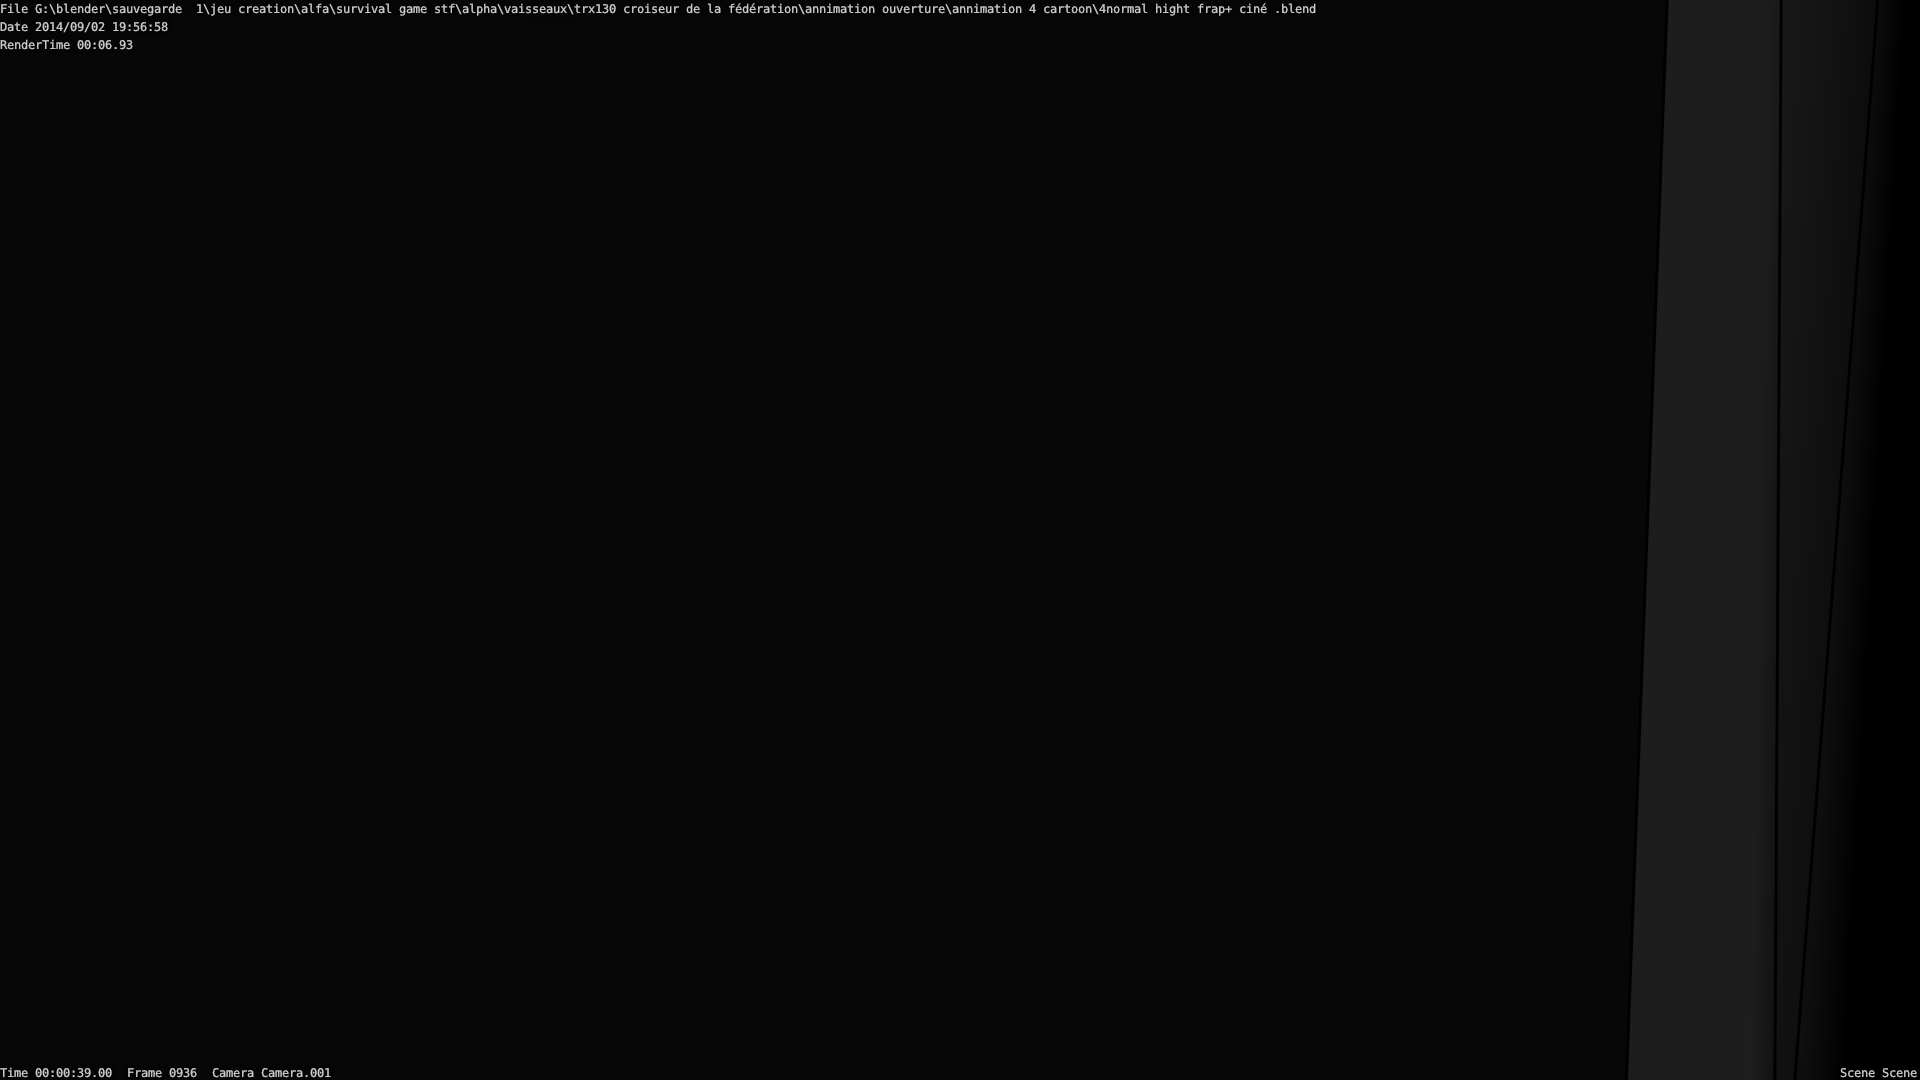 File G:\blender\sauvegarde  1\jeu creation\alfa\survival game stf\alpha\vaisseaux\trx130 croiseur de la fédération\annimation ouverture\annimation 4 cartoon\4normal hight frap+ ciné .blend
Date 2014/09/02 19:56:58
RenderTime 00:06.93
Time 00:00:39.00  Frame 0936  Camera Camera.001
Scene Scene